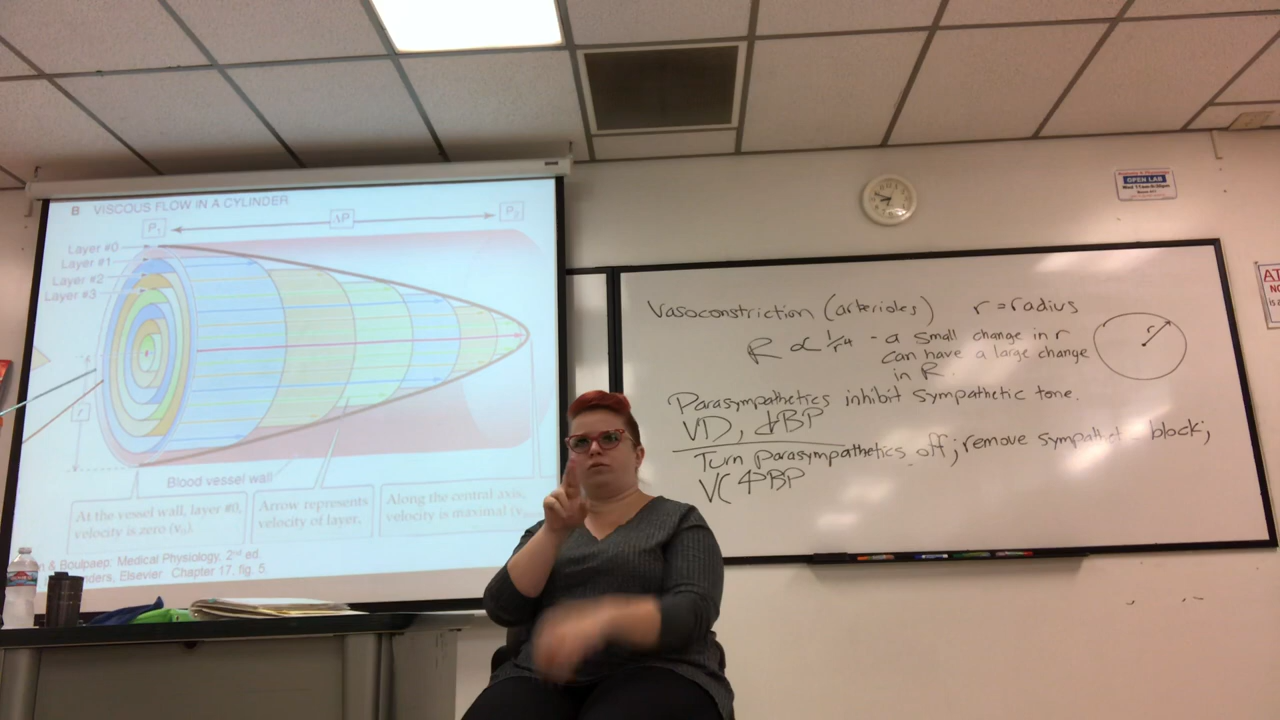 B VISCOUS FLOW IN A CYLINDER
P₁ ΔP P₂
Layer #0
Layer #1
Layer #2
Layer #3
r
Blood vessel wall
At the vessel wall, layer #0,
velocity is zero (v₀).
Arrow represents
velocity of layer.
Along the central axis,
velocity is maximal
& Boulpaep: Medical Physiology, 2nd ed.
Elsevier Chapter 17, fig. 5
Vasoconstriction (arterioles) r = radius
R ∝ 1/r⁴ - a small change in r
can have a large change
in R.
r
Parasympathetics inhibit sympathetic tone.
VD, ↓BP
Turn parasympathetics off; remove block;
VC ↑BP
OPEN LAB